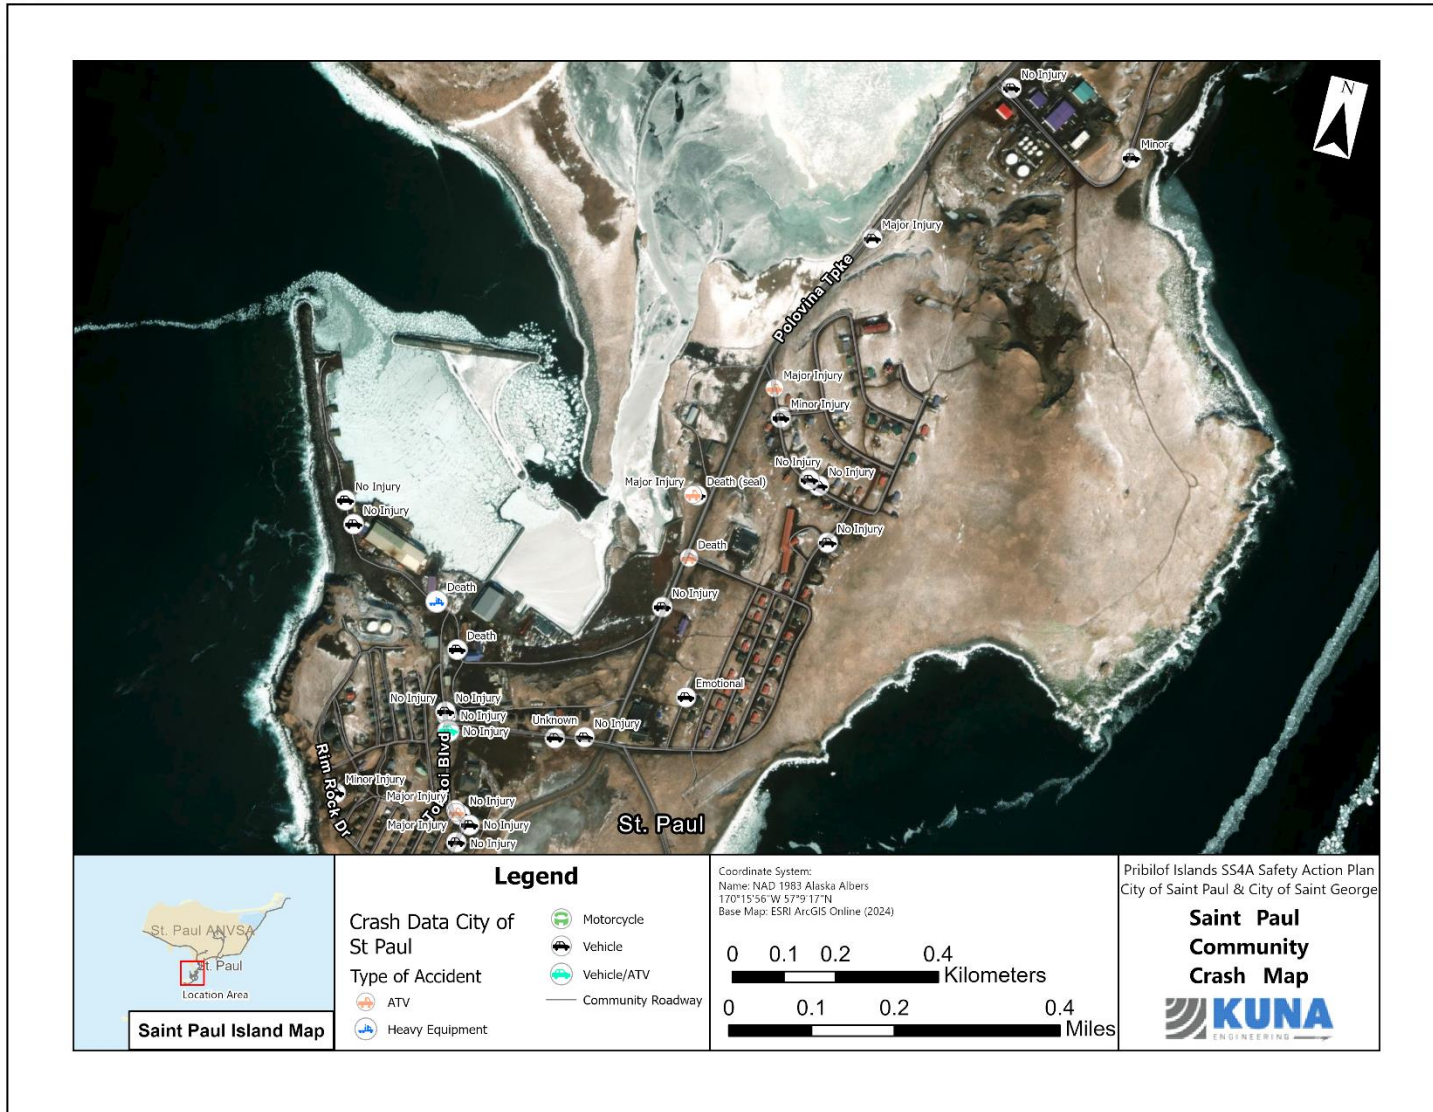 No Injury
N
Minor
Major Injury
Polovina Tpke
Major Injury
Minor Injury
No Injury
No Injury
Major Injury
Death (seal)
No Injury
No Injury
No Injury
Death
Death
No Injury
Death
Emotional
No Injury
No Injury
No Injury
No Injury
Unknown
No Injury
Rim Rock Dr
Minor Injury
Major Injury
No Injury
Major Injury
No Injury
No Injury
St. Paul
St. Paul ANVSA
St. Paul
Location Area
Saint Paul Island Map
Legend
Crash Data City of
St Paul
Type of Accident
ATV
Heavy Equipment
Motorcycle
Vehicle
Vehicle/ATV
Community Roadway
Coordinate System:
Name: NAD 1983 Alaska Albers
170°15'56"W 57°9'17"N
Base Map: ESRI ArcGIS Online (2024)
0 0.1 0.2 0.4
Kilometers
0 0.1 0.2 0.4
Miles
Pribilof Islands SS4A Safety Action Plan
City of Saint Paul & City of Saint George
Saint Paul
Community
Crash Map
KUNA
ENGINEERING